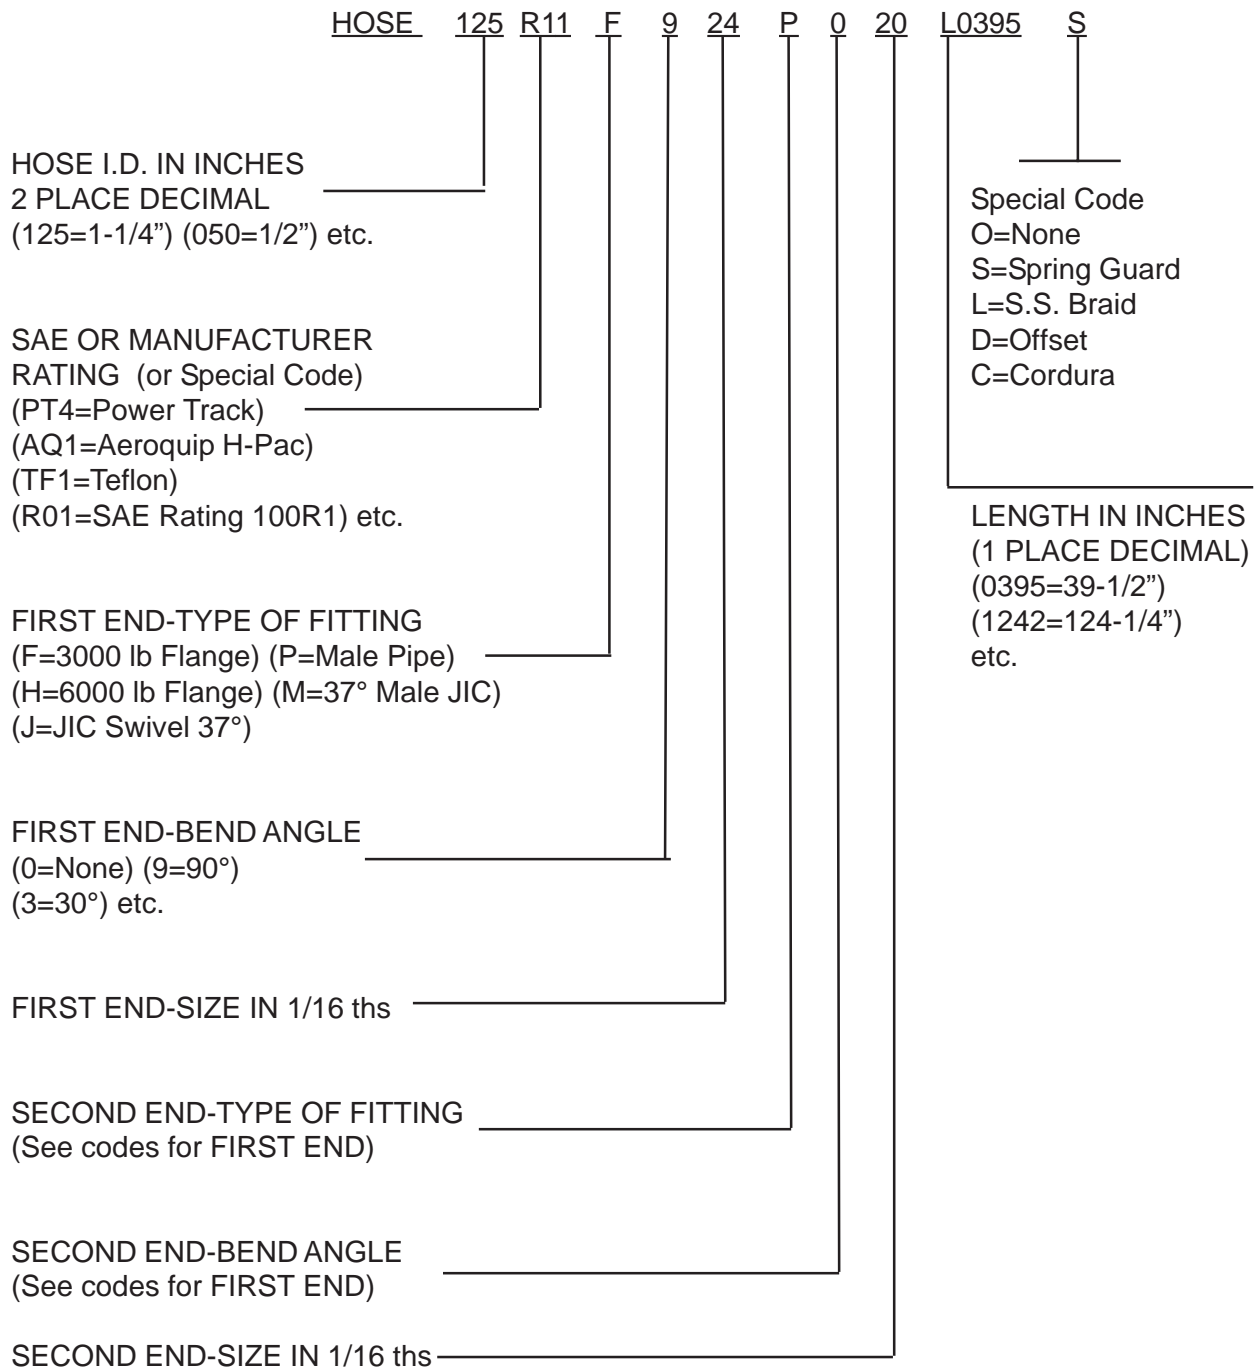 HOSE 125 R11 F 9 24 P 0 20 L0395 S
HOSE I.D. IN INCHES
2 PLACE DECIMAL
(125=1-1/4”) (050=1/2”) etc.
Special Code
O=None
S=Spring Guard
L=S.S. Braid
D=Offset
C=Cordura
SAE OR MANUFACTURER
RATING (or Special Code)
(PT4=Power Track)
(AQ1=Aeroquip H-Pac)
(TF1=Teflon)
(R01=SAE Rating 100R1) etc.
LENGTH IN INCHES
(1 PLACE DECIMAL)
(0395=39-1/2”)
(1242=124-1/4”)
etc.
FIRST END-TYPE OF FITTING
(F=3000 lb Flange) (P=Male Pipe)
(H=6000 lb Flange) (M=37° Male JIC)
(J=JIC Swivel 37°)
FIRST END-BEND ANGLE
(0=None) (9=90°)
(3=30°) etc.
FIRST END-SIZE IN 1/16 ths
SECOND END-TYPE OF FITTING
(See codes for FIRST END)
SECOND END-BEND ANGLE
(See codes for FIRST END)
SECOND END-SIZE IN 1/16 ths